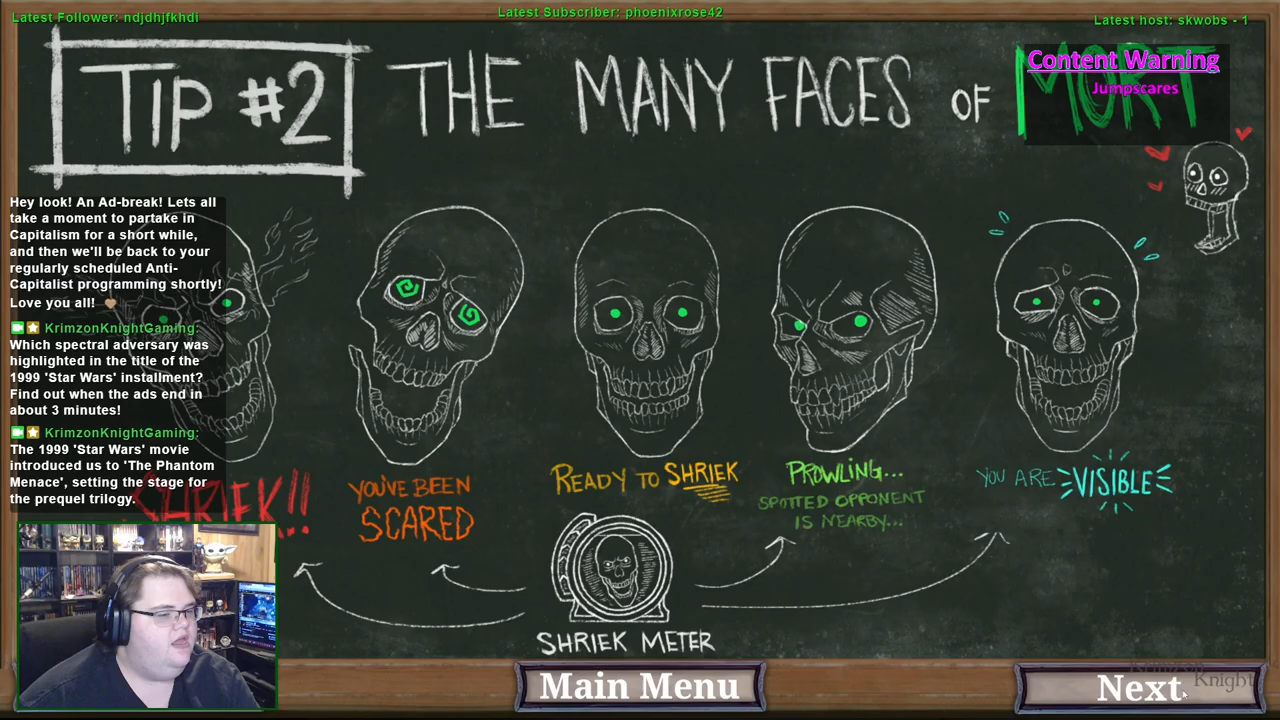 Latest Follower: ndjdhjfkhdi
Latest Subscriber: phoenixrose42
Latest host: skwobs - 1
TIP #2
THE MANY FACES OF MORT
Content Warning
Jumpscares
Hey look! An Ad-break! Lets all
take a moment to partake in
Capitalism for a short while,
and then we'll be back to your
regularly scheduled Anti-
Capitalist programming shortly!
Love you all!
KrimzonKnightGaming:
Which spectral adversary was
highlighted in the title of the
1999 'Star Wars' installment?
Find out when the ads end in
about 3 minutes!
KrimzonKnightGaming:
The 1999 'Star Wars' movie
introduced us to 'The Phantom
Menace', setting the stage for
the prequel trilogy.
SHRIEK!!
YOU'VE BEEN
SCARED
READY TO SHRIEK
PROWLING...
SPOTTED OPPONENT
IS NEARBY...
YOU ARE VISIBLE
SHRIEK METER
Main Menu
Next
Krimzon
Knight